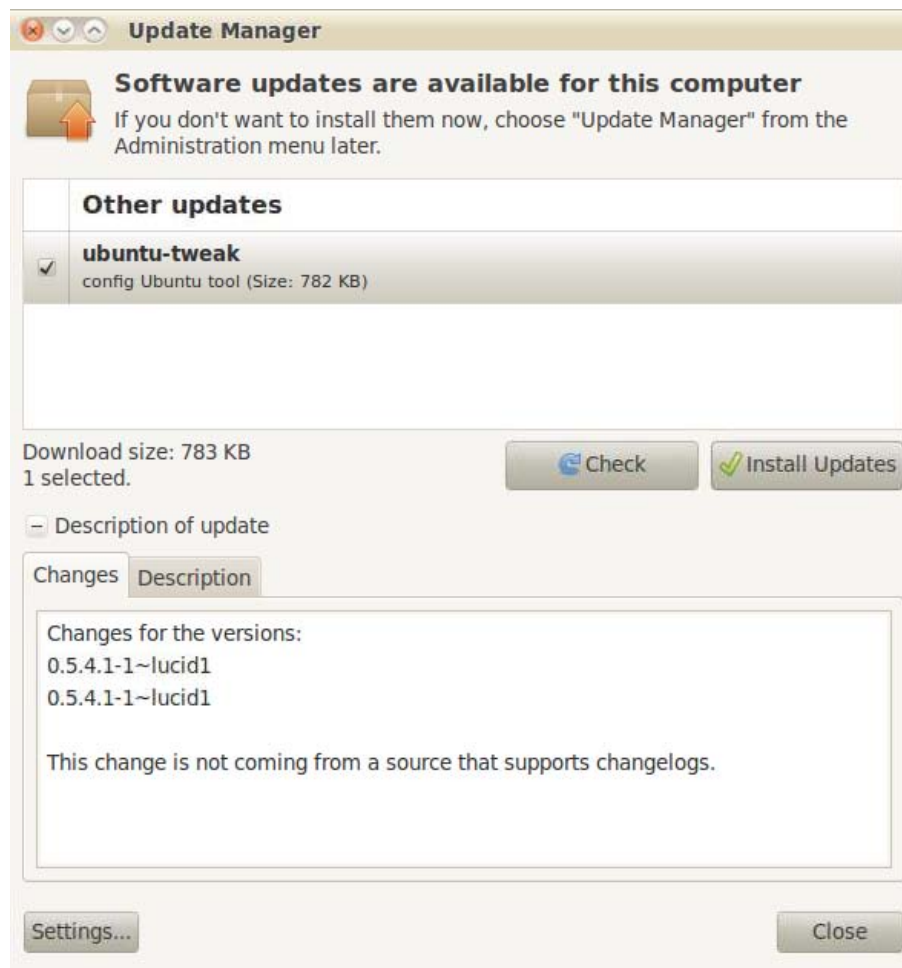 Update Manager
Software updates are available for this computer
If you don't want to install them now, choose "Update Manager" from the
Administration menu later.
Other updates
ubuntu-tweak
config Ubuntu tool (Size: 782 KB)
Download size: 783 KB
1 selected.
Check
Install Updates
Description of update
Changes
Description
Changes for the versions:
0.5.4.1-1~lucid1
0.5.4.1-1~lucid1
This change is not coming from a source that supports changelogs.
Settings...
Close